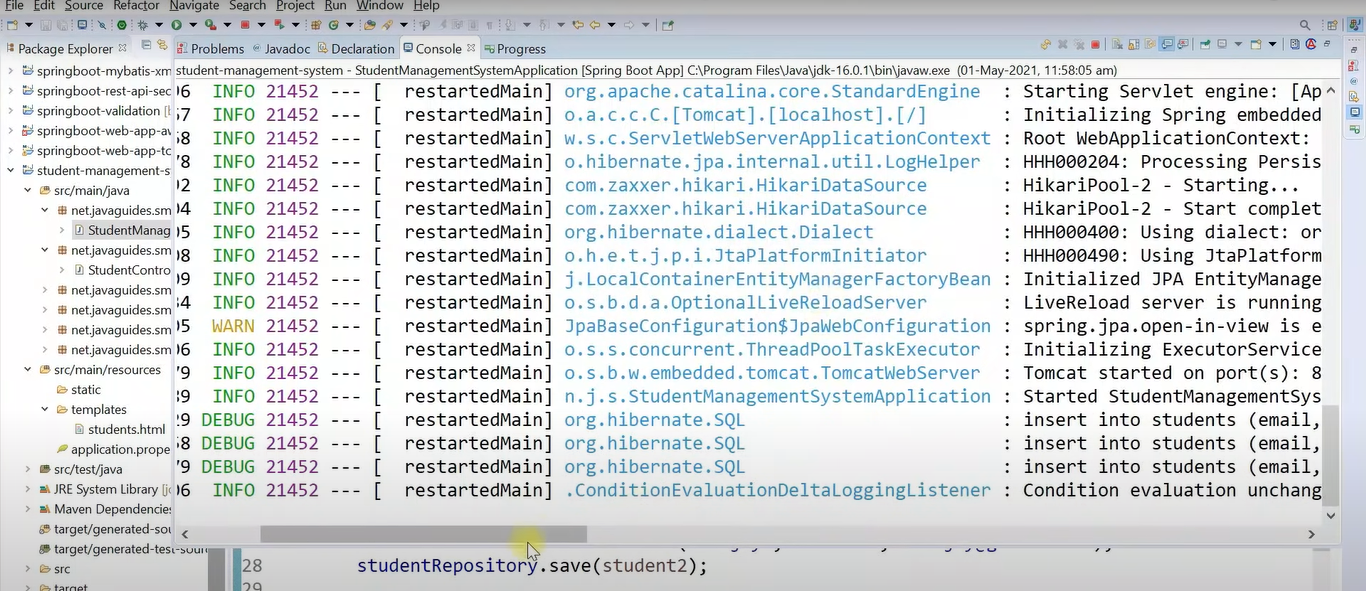 File Edit Source Refactor Navigate Search Project Run Window Help
Package Explorer
Problems Javadoc Declaration Console Progress
student-management-system - StudentManagementSystemApplication [Spring Boot App] C:\Program Files\Java\jdk-16.0.1\bin\javaw.exe (01-May-2021, 11:58:05 am)
springboot-mybatis-xm
springboot-rest-api-sec
springboot-validation [b
springboot-web-app-aw
springboot-web-app-to
student-management-s
src/main/java
net.javaguides.sm
StudentManag
net.javaguides.sm
StudentContro
net.javaguides.sm
net.javaguides.sm
net.javaguides.sm
net.javaguides.sm
src/main/resources
static
templates
students.html
application.prope
src/test/java
JRE System Library [jd
Maven Dependencies
target/generated-sou
target/generated-test-sour
src
target
06 INFO 21452 --- [ restartedMain] org.apache.catalina.core.StandardEngine : Starting Servlet engine: [Ap
57 INFO 21452 --- [ restartedMain] o.a.c.c.C.[Tomcat].[localhost].[/] : Initializing Spring embedded
58 INFO 21452 --- [ restartedMain] w.s.c.ServletWebServerApplicationContext : Root WebApplicationContext:
78 INFO 21452 --- [ restartedMain] o.hibernate.jpa.internal.util.LogHelper : HHH000204: Processing Persis
02 INFO 21452 --- [ restartedMain] com.zaxxer.hikari.HikariDataSource : HikariPool-2 - Starting...
04 INFO 21452 --- [ restartedMain] com.zaxxer.hikari.HikariDataSource : HikariPool-2 - Start complet
05 INFO 21452 --- [ restartedMain] org.hibernate.dialect.Dialect : HHH000400: Using dialect: or
08 INFO 21452 --- [ restartedMain] o.h.e.t.j.p.i.JtaPlatformInitiator : HHH000490: Using JtaPlatform
09 INFO 21452 --- [ restartedMain] j.LocalContainerEntityManagerFactoryBean : Initialized JPA EntityManage
34 INFO 21452 --- [ restartedMain] o.s.b.d.a.OptionalLiveReloadServer : LiveReload server is running
05 WARN 21452 --- [ restartedMain] JpaBaseConfiguration$JpaWebConfiguration : spring.jpa.open-in-view is e
06 INFO 21452 --- [ restartedMain] o.s.s.concurrent.ThreadPoolTaskExecutor : Initializing ExecutorService
79 INFO 21452 --- [ restartedMain] o.s.b.w.embedded.tomcat.TomcatWebServer : Tomcat started on port(s): 8
39 INFO 21452 --- [ restartedMain] n.j.s.StudentManagementSystemApplication : Started StudentManagementSys
29 DEBUG 21452 --- [ restartedMain] org.hibernate.SQL : insert into students (email,
58 DEBUG 21452 --- [ restartedMain] org.hibernate.SQL : insert into students (email,
79 DEBUG 21452 --- [ restartedMain] org.hibernate.SQL : insert into students (email,
06 INFO 21452 --- [ restartedMain] .ConditionEvaluationDeltaLoggingListener : Condition evaluation unchang
28 studentRepository.save(student2);
29